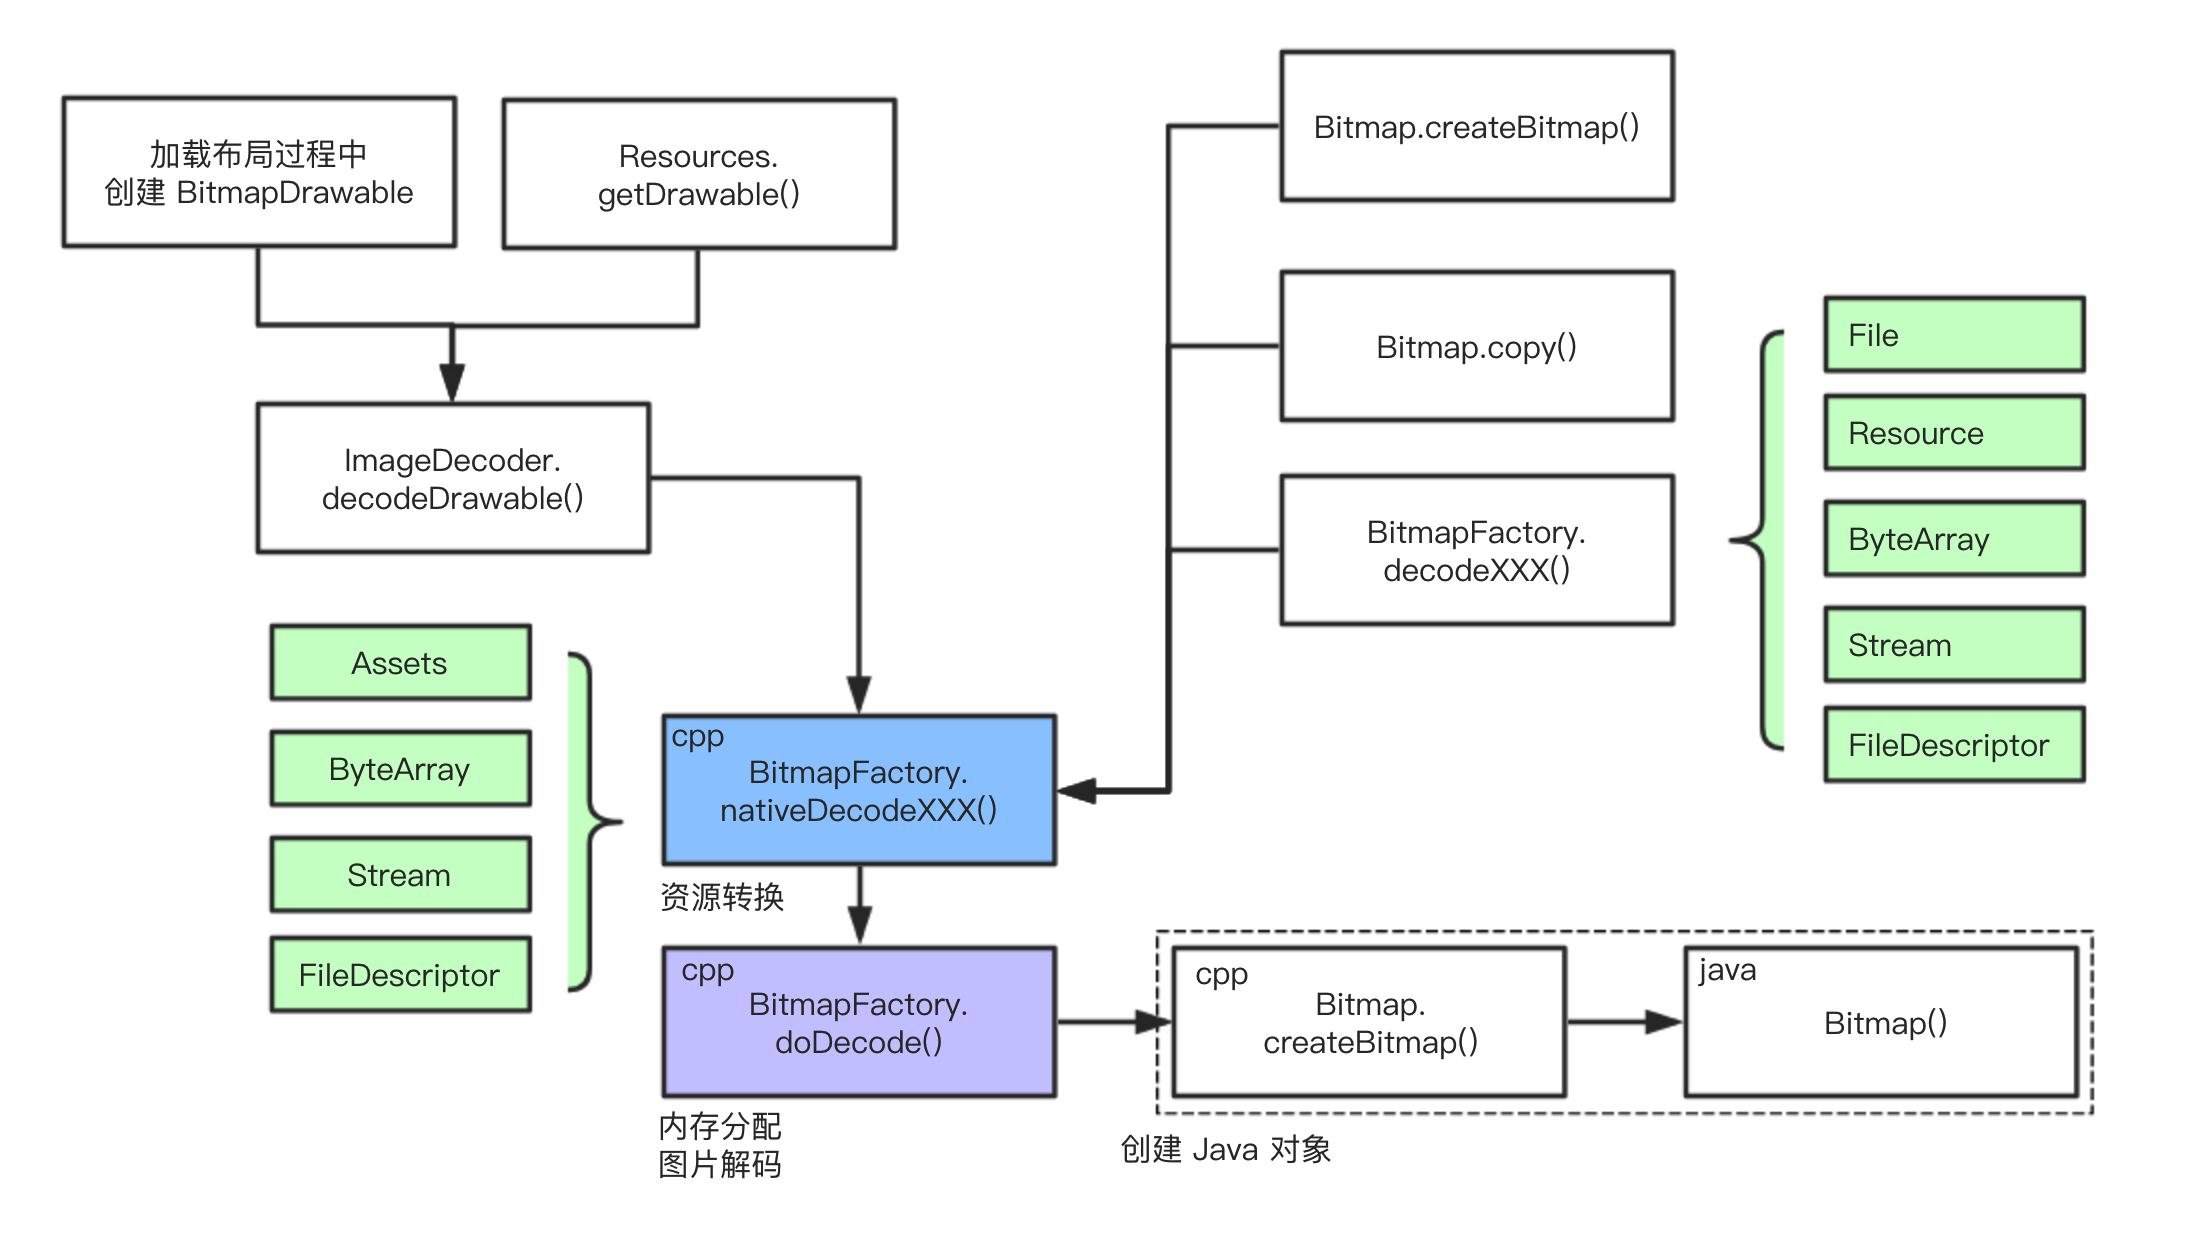 加载布局过程中
创建 BitmapDrawable
Resources.
getDrawable()
ImageDecoder.
decodeDrawable()
Bitmap.createBitmap()
Bitmap.copy()
BitmapFactory.
decodeXXX()
File
Resource
ByteArray
Stream
FileDescriptor
Assets
ByteArray
Stream
FileDescriptor
cpp
BitmapFactory.
nativeDecodeXXX()
资源转换
cpp
BitmapFactory.
doDecode()
内存分配
图片解码
cpp
Bitmap.
createBitmap()
java
Bitmap()
创建 Java 对象